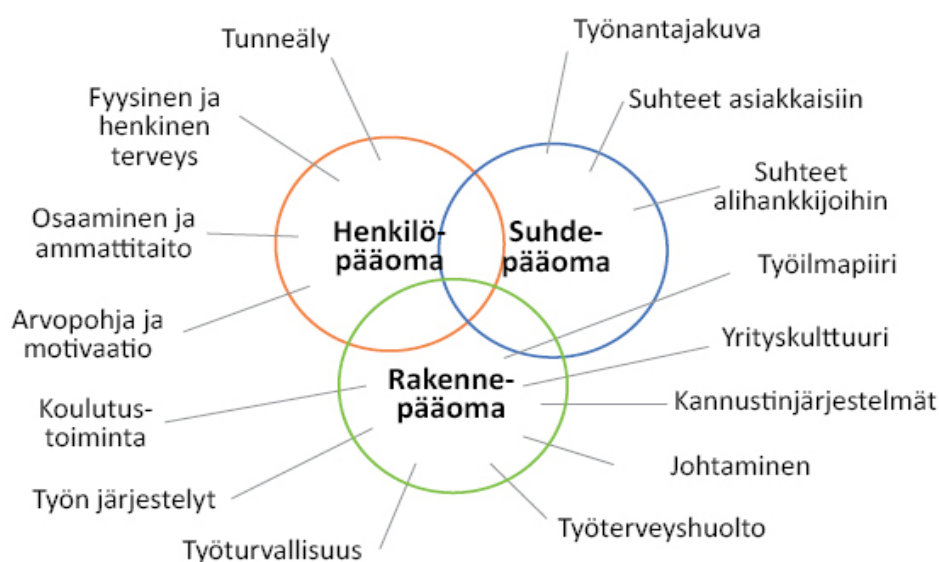 Tunneäly
Työnantajakuva
Fyysinen ja
henkinen
terveys
Suhteet asiakkaisiin
Suhteet
alihankkijoihin
Osaaminen ja
ammattitaito
Henkilö-
pääoma
Suhde-
pääoma
Työilmapiiri
Arvopohja ja
motivaatio
Yrityskulttuuri
Rakenne-
pääoma
Koulutus-
toiminta
Kannustinjärjestelmät
Johtaminen
Työn järjestelyt
Työterveyshuolto
Työturvallisuus